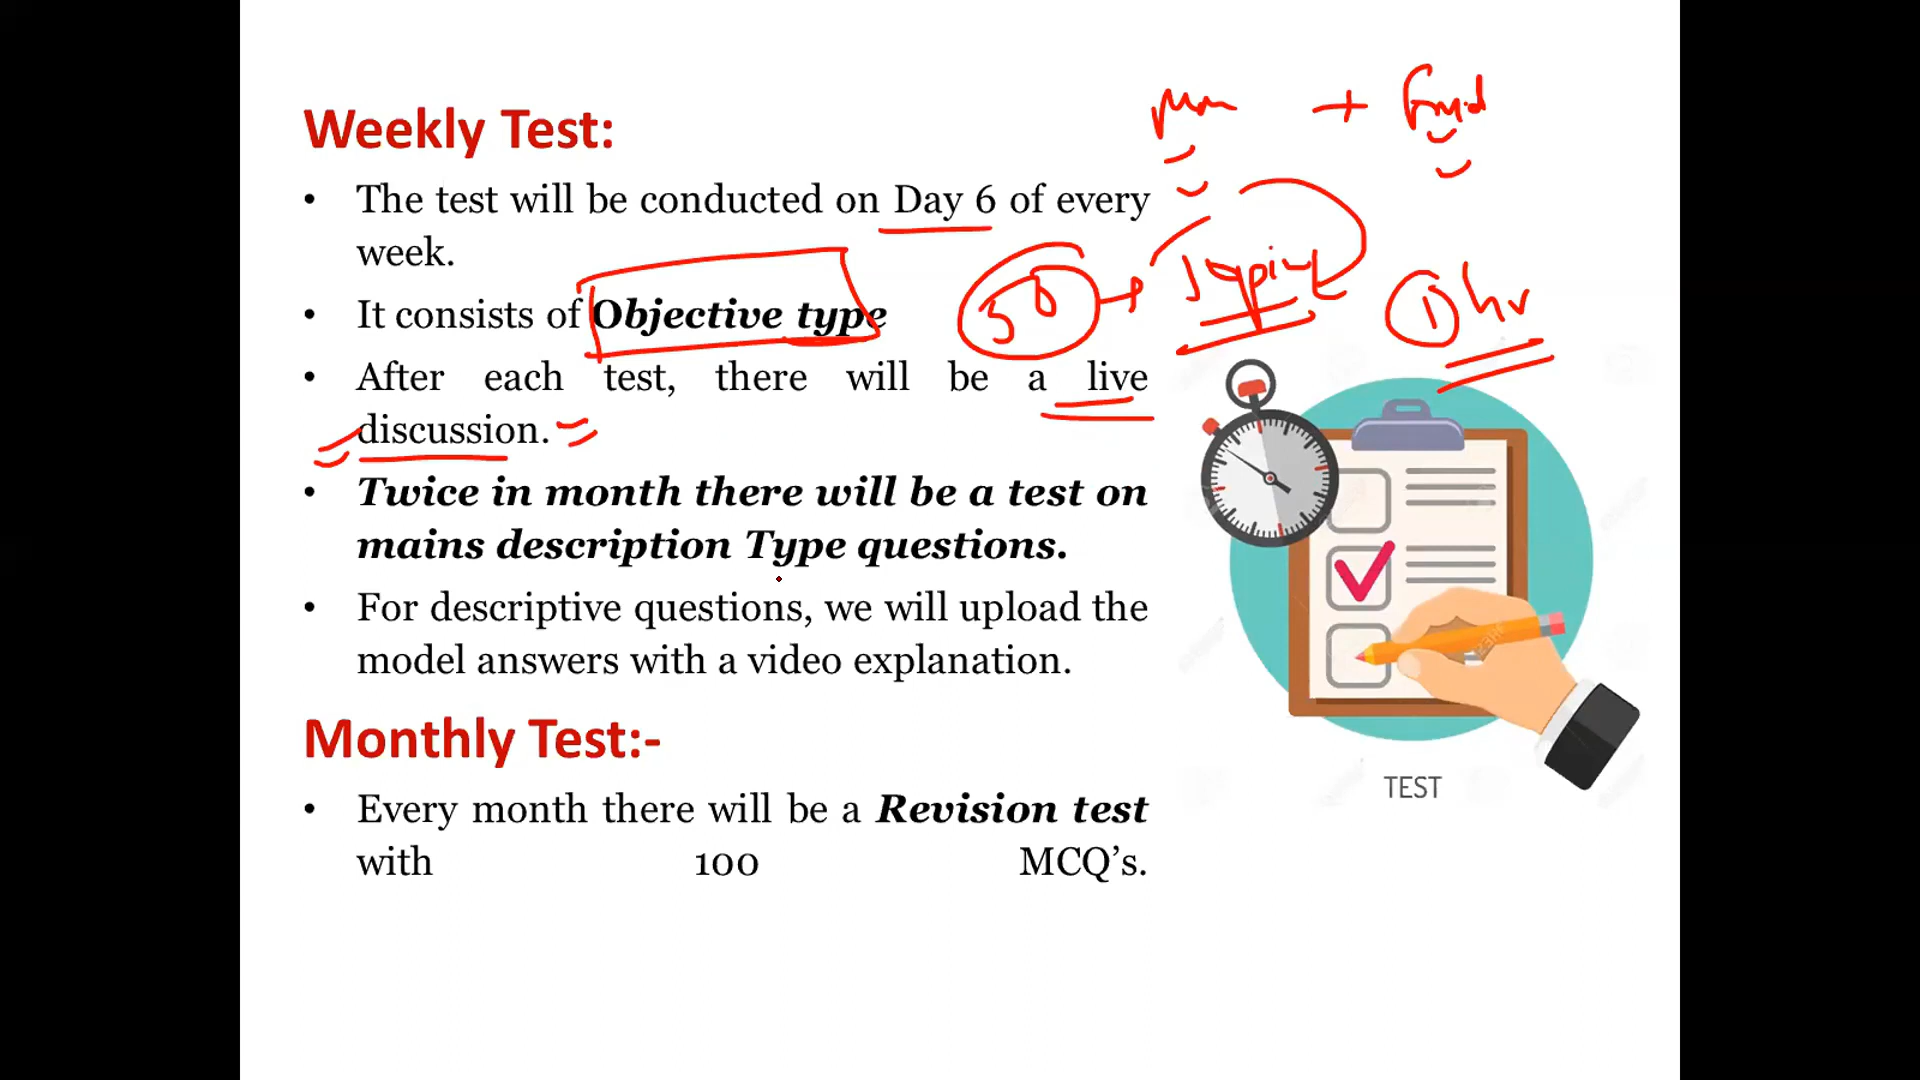 Weekly Test:
• The test will be conducted on Day 6 of every
week.
• It consists of Objective type
50
1 hr
• After each test, there will be a live
discussion.
• Twice in month there will be a test on
mains description Type questions.
• For descriptive questions, we will upload the
model answers with a video explanation.
TEST
Monthly Test:-
• Every month there will be a Revision test
with 100 MCQ’s.